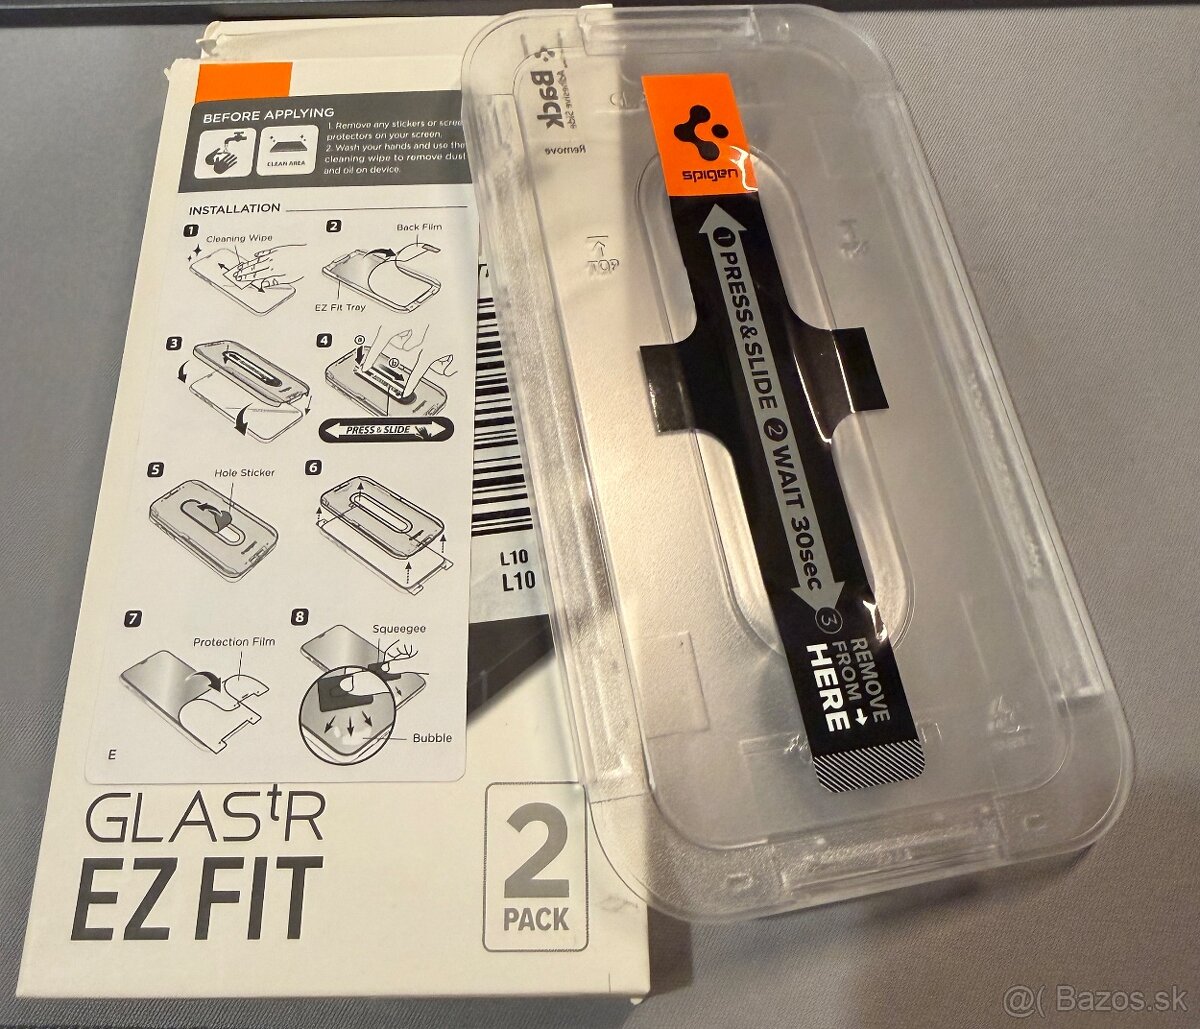 BEFORE APPLYING
1. Remove any stickers or scree
protectors on your screen.
2. Wash your hands and use the
cleaning wipe to remove dust
and oil on device.
CLEAN AREA
INSTALLATION
1
Cleaning Wipe
2
Back Film
EZ Fit Tray
3
4
PRESS & SLIDE
5
Hole Sticker
6
7
Protection Film
8
Squeegee
Bubble
E
L10
L10
GLAStR
EZ FIT
2
PACK
Back
Adhesive Side
Remove
TOP
spigen
1 PRESS&SLIDE 2 WAIT 30sec
3 REMOVE
FROM
HERE
@( Bazos.sk